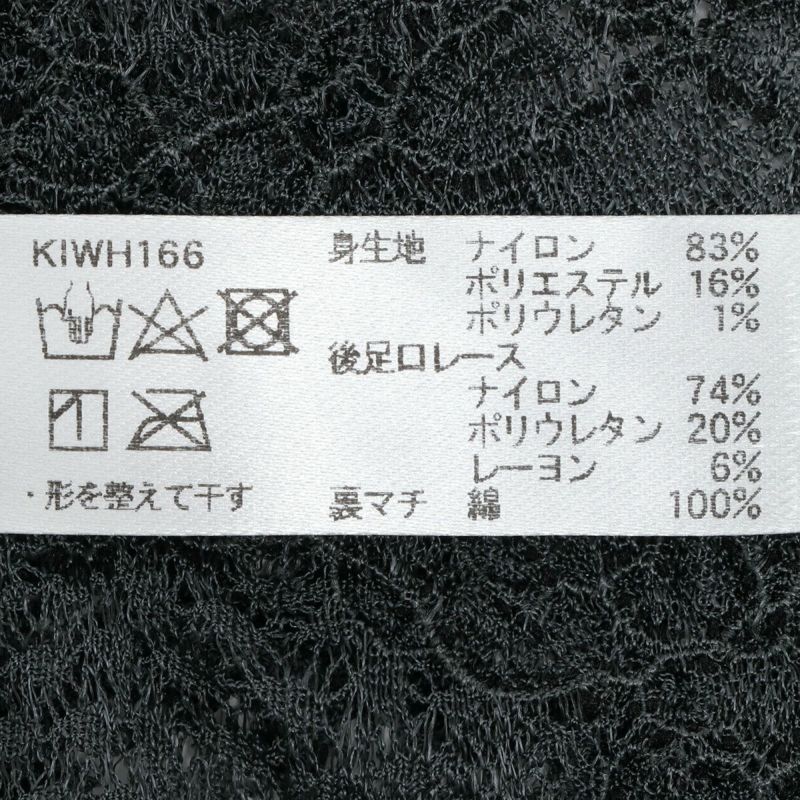 KIWH166
身生地 ナイロン 83%
ポリエステル 16%
ポリウレタン 1%
後足口レース
ナイロン 74%
ポリウレタン 20%
レーヨン 6%
裏マチ 綿 100%
・形を整えて干す